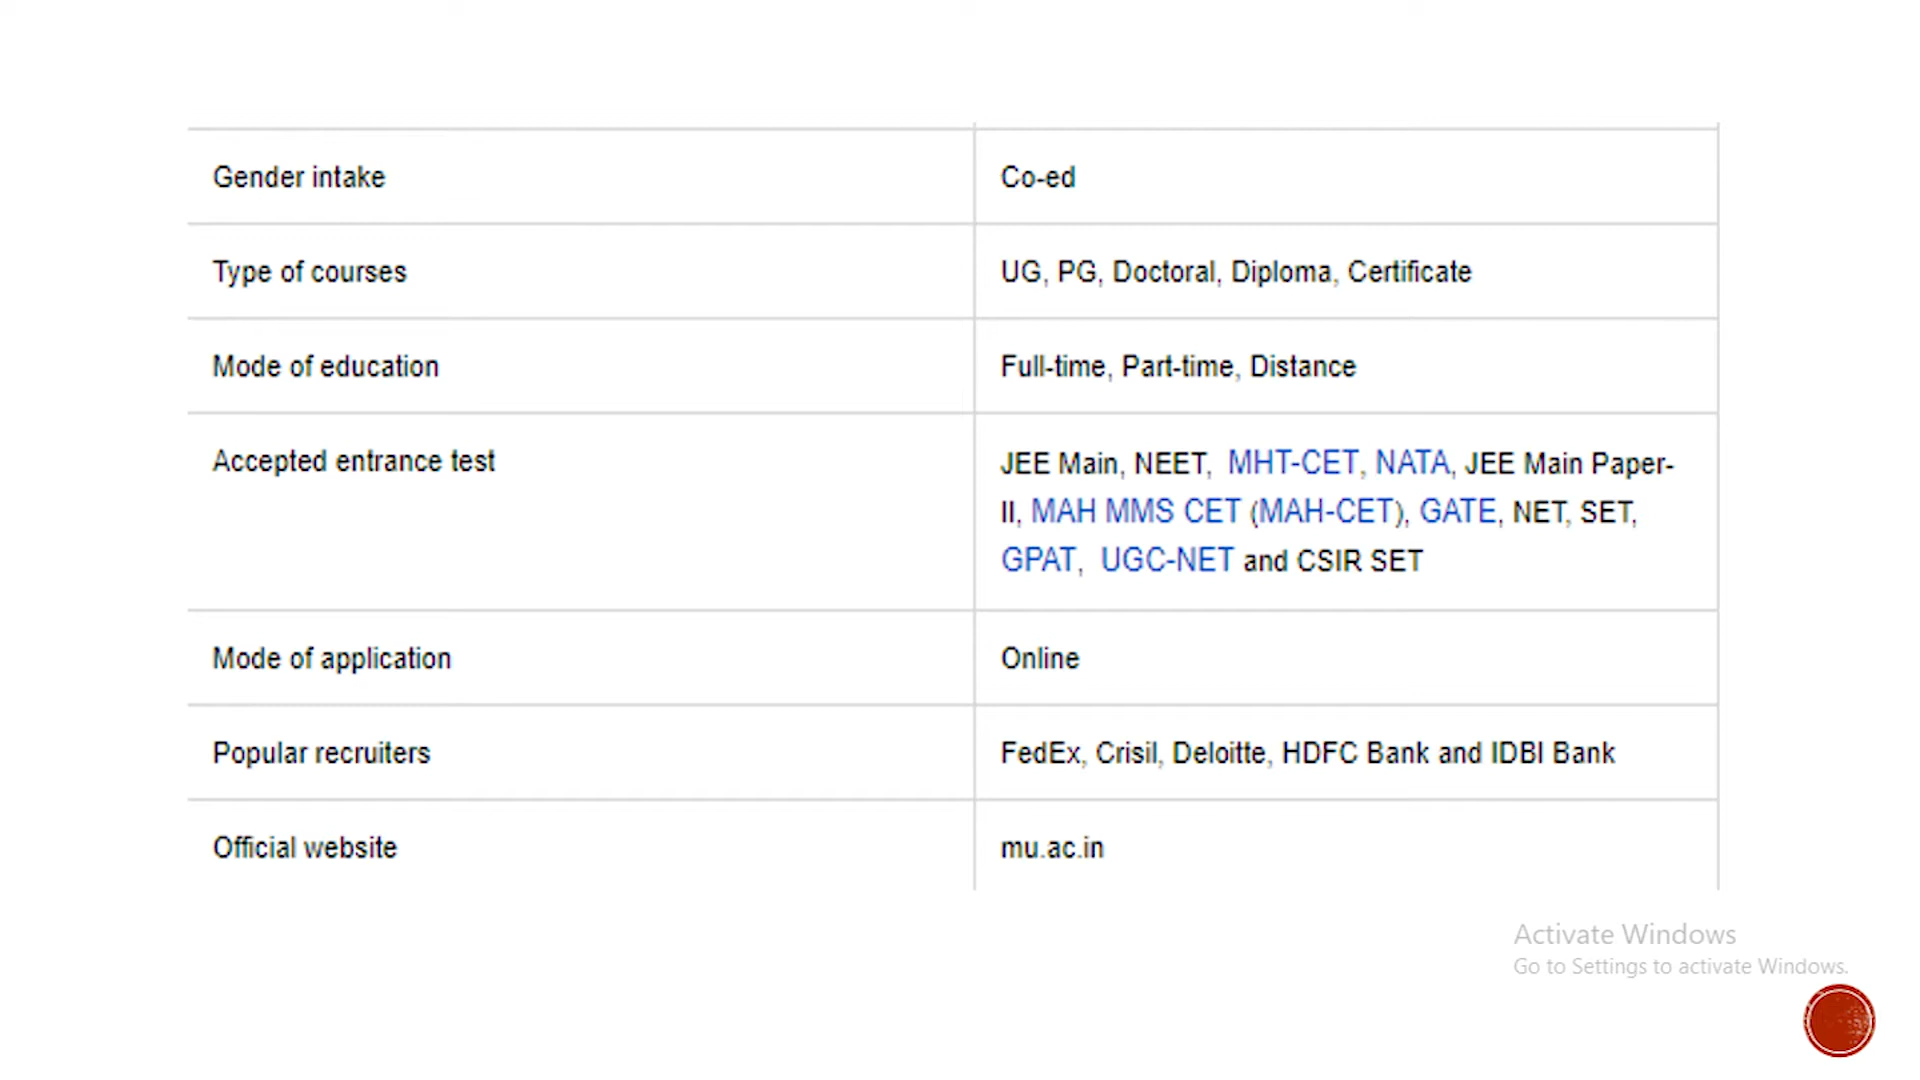 Gender intake
Co-ed
Type of courses
UG, PG, Doctoral, Diploma, Certificate
Mode of education
Full-time, Part-time, Distance
Accepted entrance test
JEE Main, NEET, MHT-CET, NATA, JEE Main Paper-
II, MAH MMS CET (MAH-CET), GATE, NET, SET,
GPAT, UGC-NET and CSIR SET
Mode of application
Online
Popular recruiters
FedEx, Crisil, Deloitte, HDFC Bank and IDBI Bank
Official website
mu.ac.in
Activate Windows
Go to Settings to activate Windows.